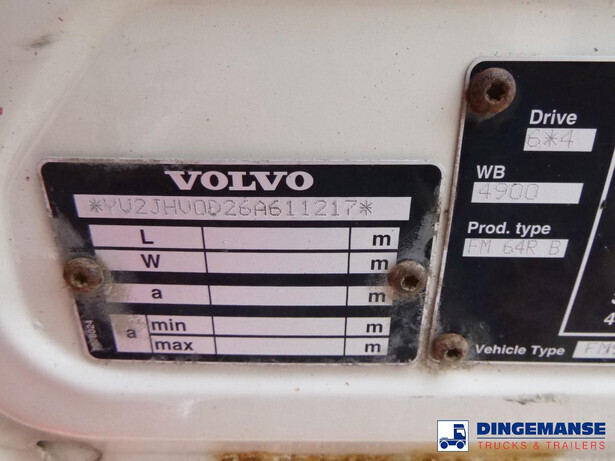 VOLVO
*YV2JHV0D26A611217*
L m
W m
a m
a min m
max m
Drive
6*4
WB
4900
Prod. type
FM 64R B
Vehicle Type
DINGEMANSE
TRUCKS & TRAILERS